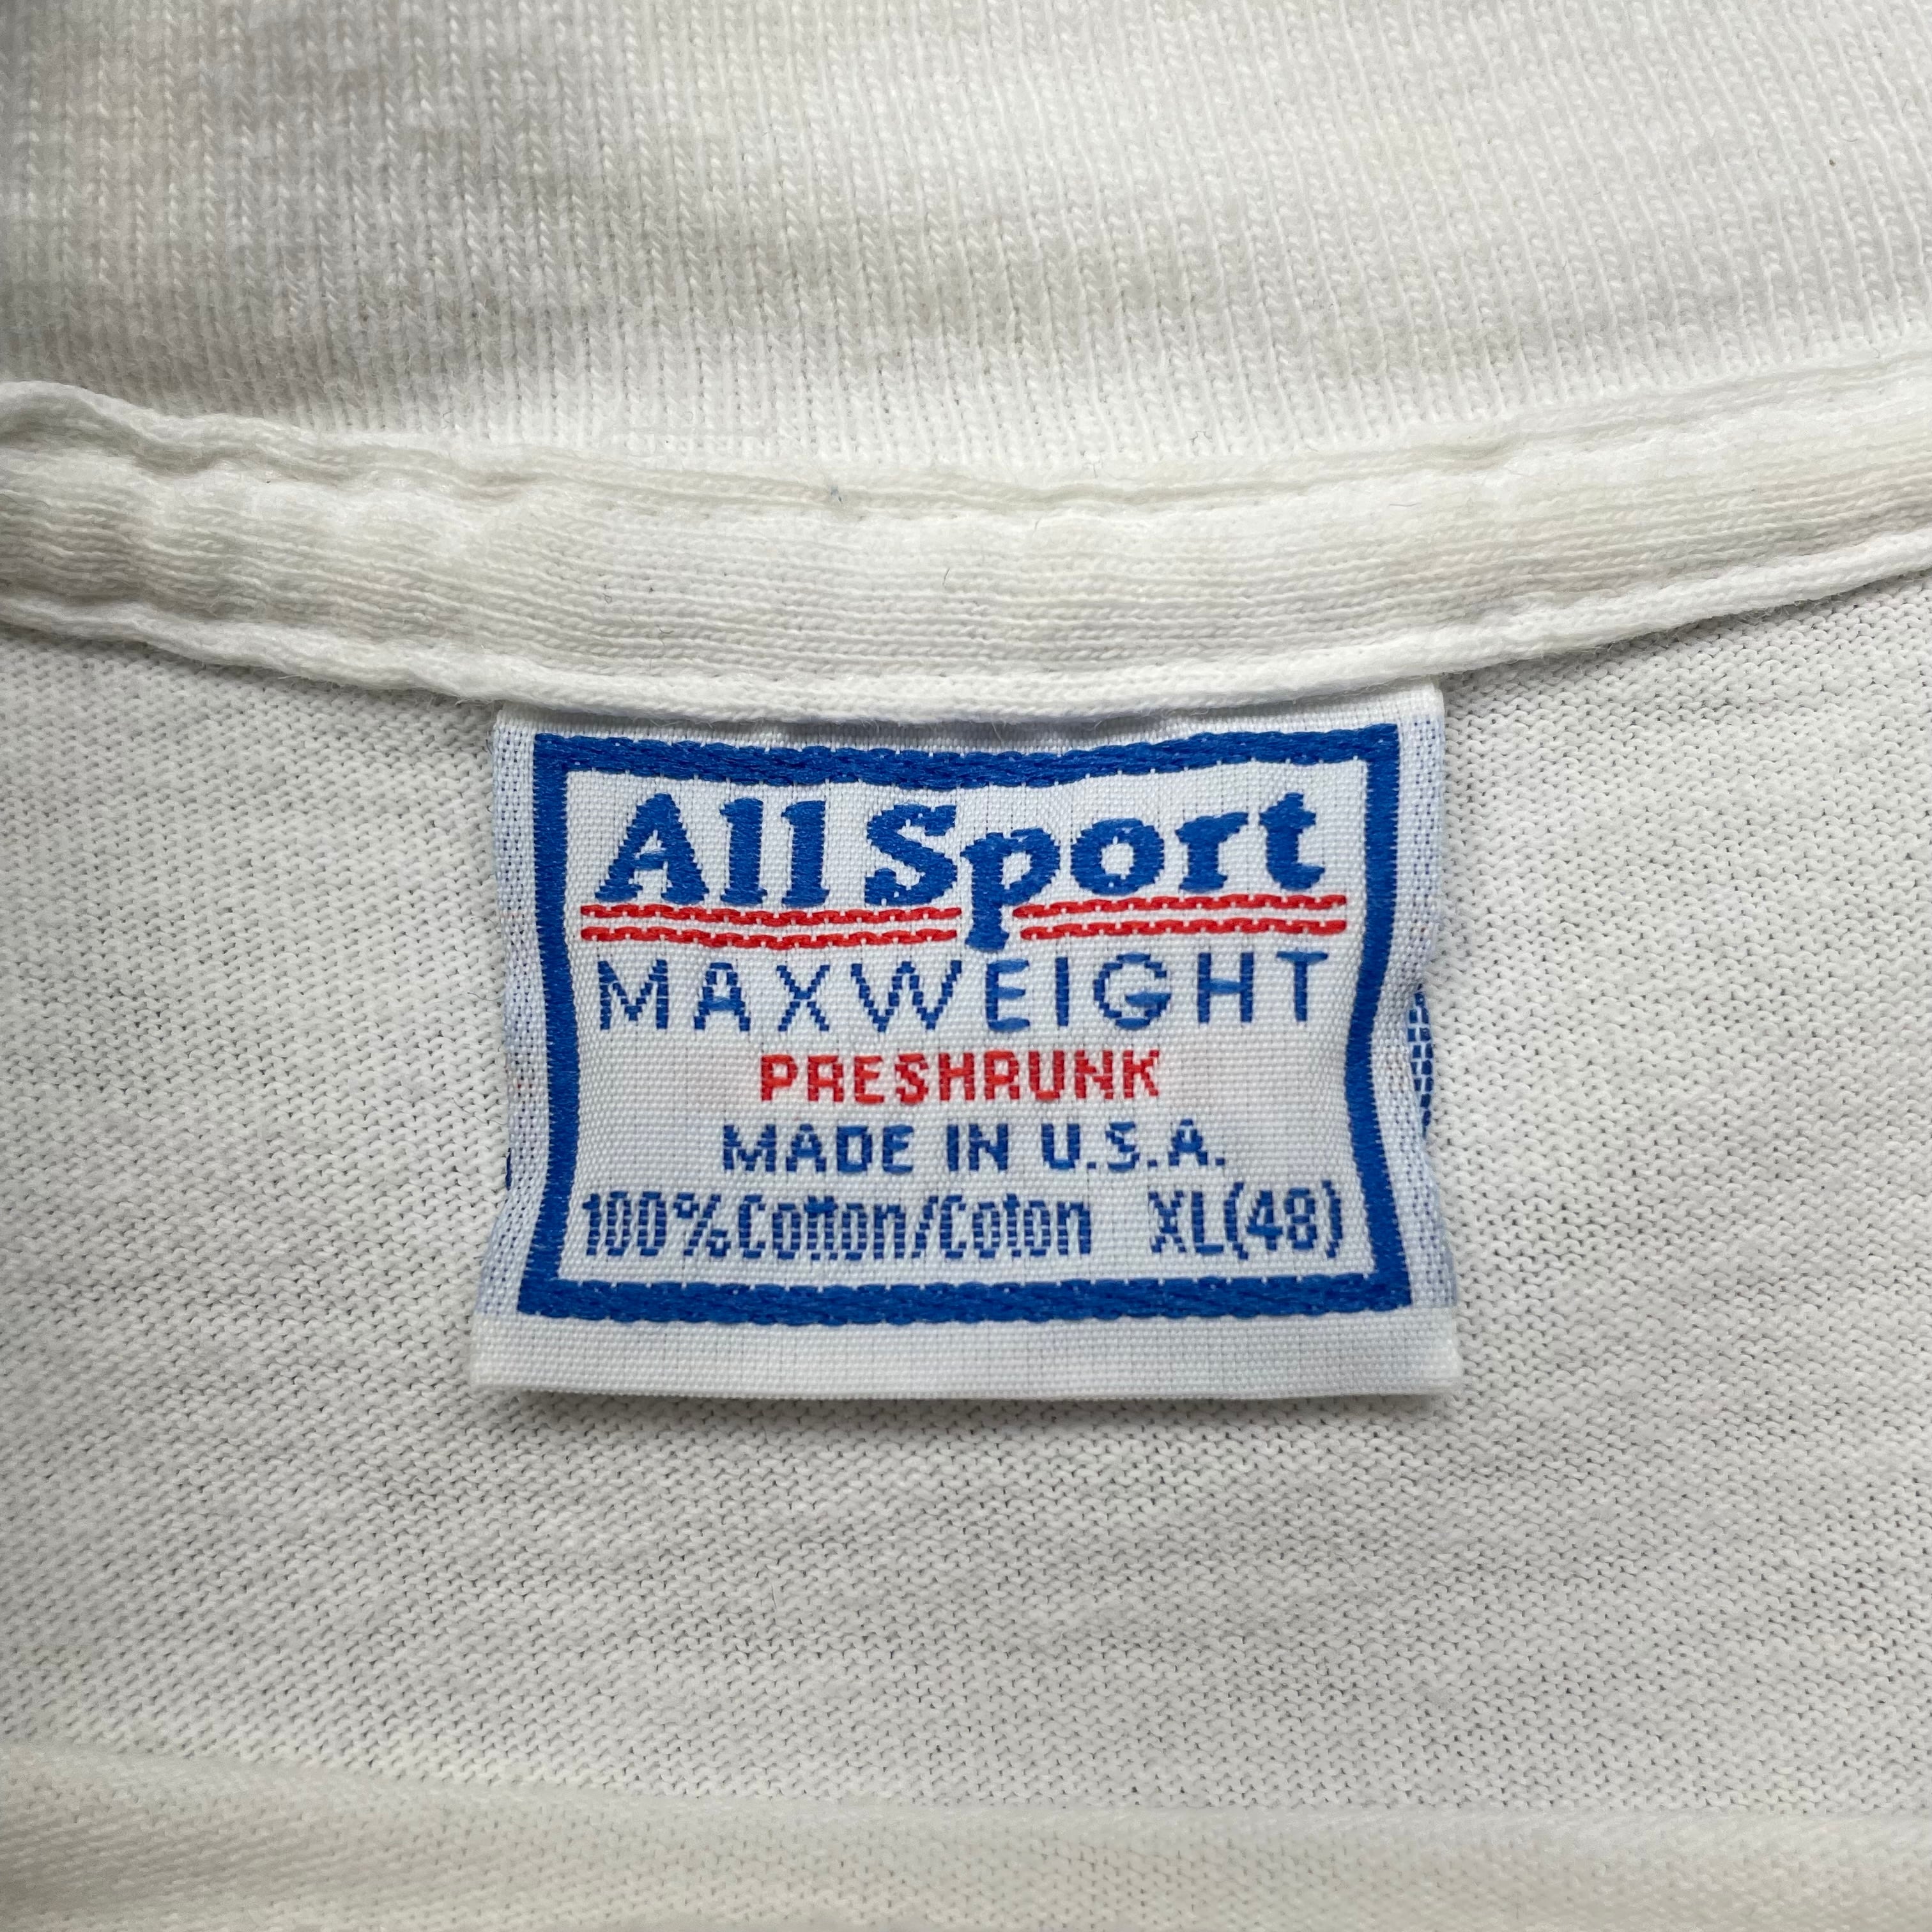 All Sport
MAXWEIGHT
PRESHRUNK
MADE IN U.S.A.
100% Cotton/Coton XL(48)